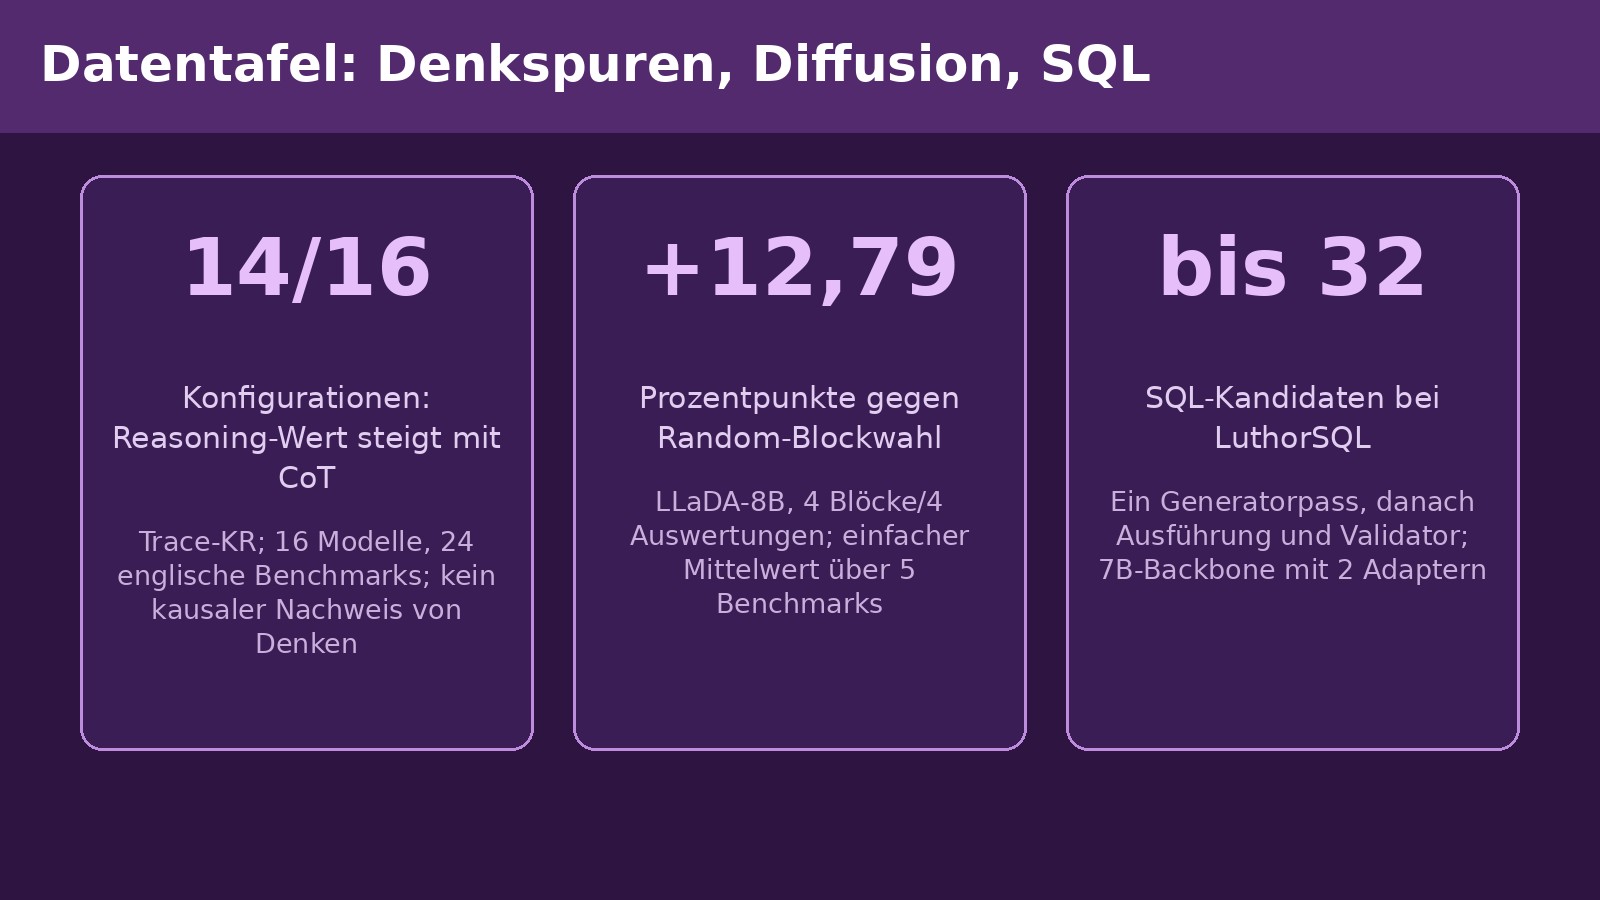 Datentafel: Denkspuren, Diffusion, SQL
14/16
Konfigurationen:
Reasoning-Wert steigt mit
CoT
Trace-KR; 16 Modelle, 24
englische Benchmarks; kein
kausaler Nachweis von
Denken
+12,79
Prozentpunkte gegen
Random-Blockwahl
LLaDA-8B, 4 Blöcke/4
Auswertungen; einfacher
Mittelwert über 5
Benchmarks
bis 32
SQL-Kandidaten bei
LuthorSQL
Ein Generatorpass, danach
Ausführung und Validator;
7B-Backbone mit 2 Adaptern